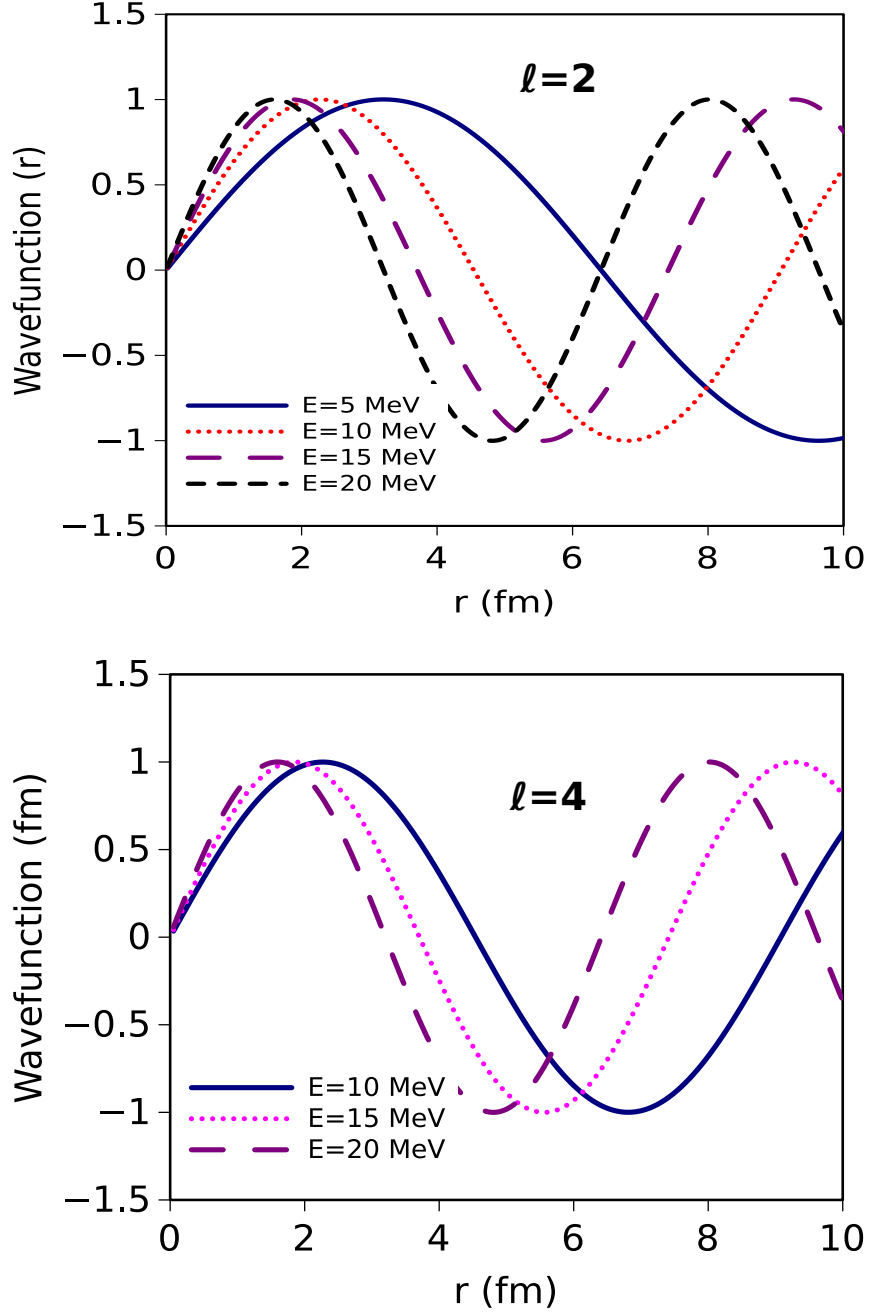 1.5
ℓ=2
1
0.5
0
−0.5
−1
−1.5
Wavefunction (r)
E=5 MeV
E=10 MeV
E=15 MeV
E=20 MeV
0 2 4 6 8 10
r (fm)
1.5
1
ℓ=4
0.5
0
−0.5
−1
−1.5
Wavefunction (fm)
E=10 MeV
E=15 MeV
E=20 MeV
0 2 4 6 8 10
r (fm)